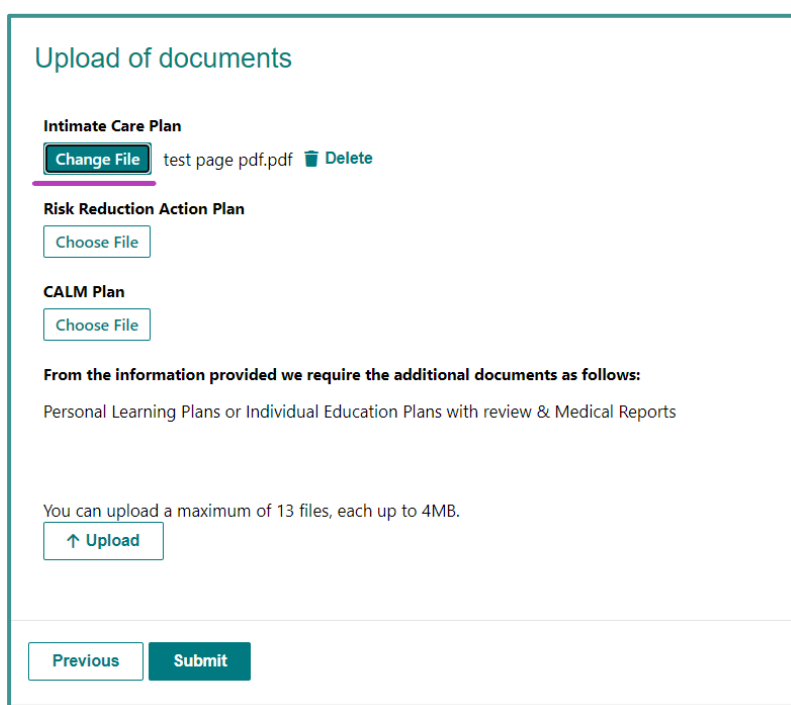 Upload of documents
Intimate Care Plan
Change File test page pdf.pdf Delete
Risk Reduction Action Plan
Choose File
CALM Plan
Choose File
From the information provided we require the additional documents as follows:
Personal Learning Plans or Individual Education Plans with review & Medical Reports
You can upload a maximum of 13 files, each up to 4MB.
↑ Upload
Previous Submit